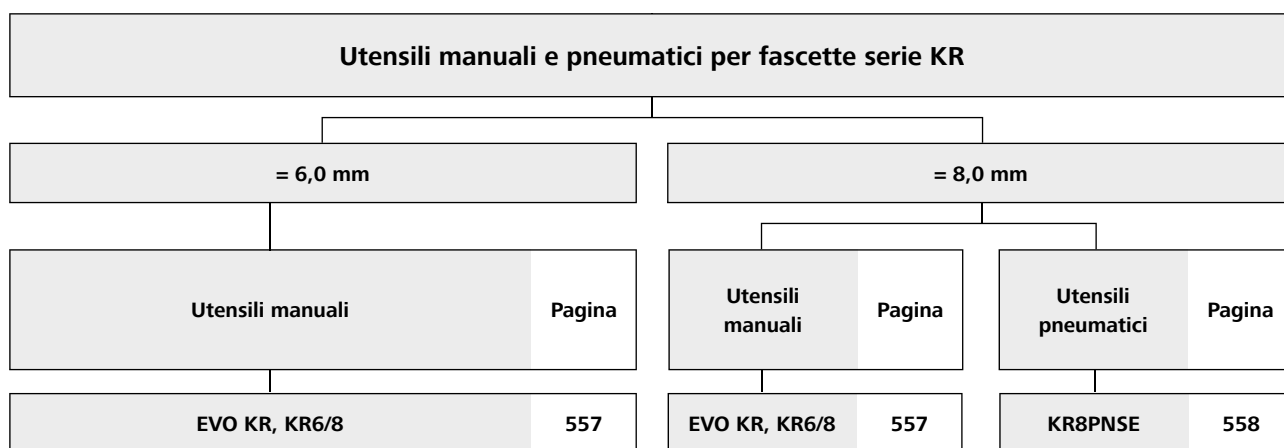 Utensili manuali e pneumatici per fascette serie KR
= 6,0 mm
= 8,0 mm
Utensili manuali
Pagina
Utensili
manuali
Pagina
Utensili
pneumatici
Pagina
EVO KR, KR6/8
557
EVO KR, KR6/8
557
KR8PNSE
558